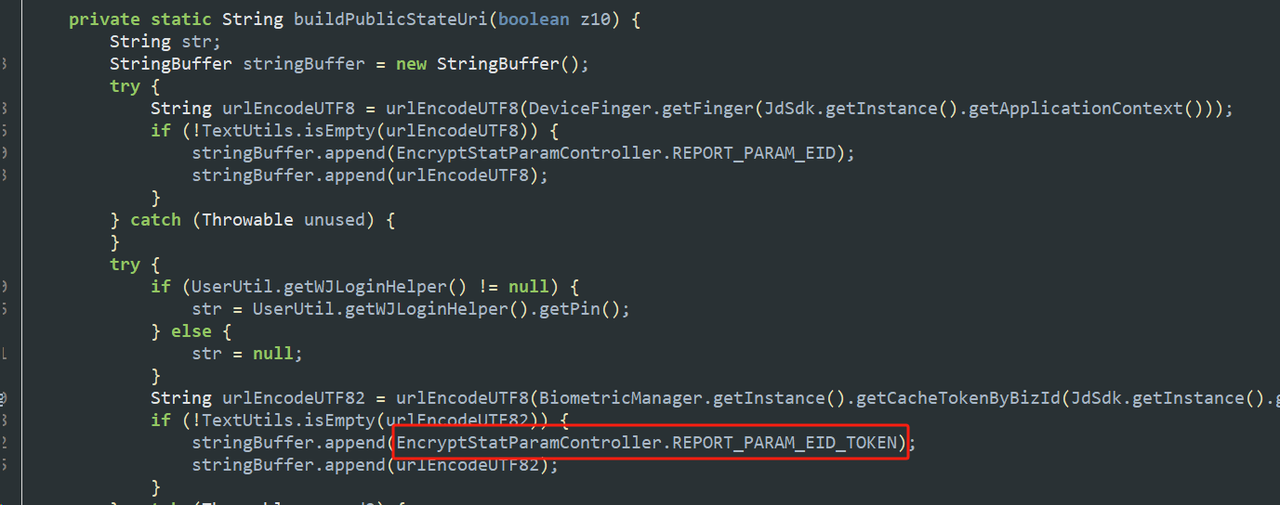 private static String buildPublicStateUri(boolean z10) {
String str;
StringBuffer stringBuffer = new StringBuffer();
try {
String urlEncodeUTF8 = urlEncodeUTF8(DeviceFinger.getFinger(JdSdk.getInstance().getApplicationContext()));
if (!TextUtils.isEmpty(urlEncodeUTF8)) {
stringBuffer.append(EncryptStatParamController.REPORT_PARAM_EID);
stringBuffer.append(urlEncodeUTF8);
}
} catch (Throwable unused) {
}
try {
if (UserUtil.getWJLoginHelper() != null) {
str = UserUtil.getWJLoginHelper().getPin();
} else {
str = null;
}
String urlEncodeUTF82 = urlEncodeUTF8(BiometricManager.getInstance().getCacheTokenByBizId(JdSdk.getInstance().g
if (!TextUtils.isEmpty(urlEncodeUTF82)) {
stringBuffer.append(EncryptStatParamController.REPORT_PARAM_EID_TOKEN);
stringBuffer.append(urlEncodeUTF82);
}